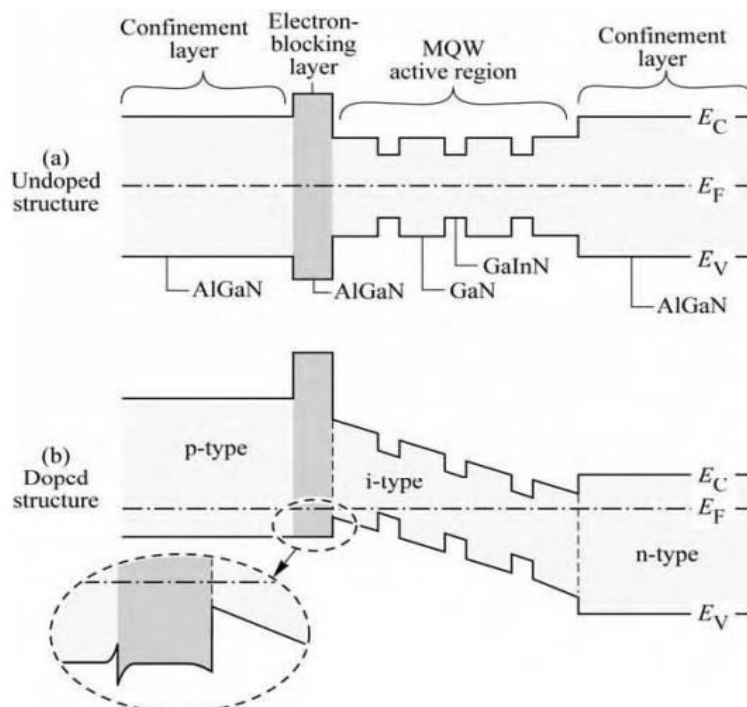 Confinement
layer
Electron-
blocking
layer
MQW
active region
Confinement
layer
(a)
Undoped
structure
E_C
E_F
E_V
AlGaN
AlGaN
GaN
GaInN
AlGaN
(b)
Doped
structure
p-type
i-type
n-type
E_C
E_F
E_V